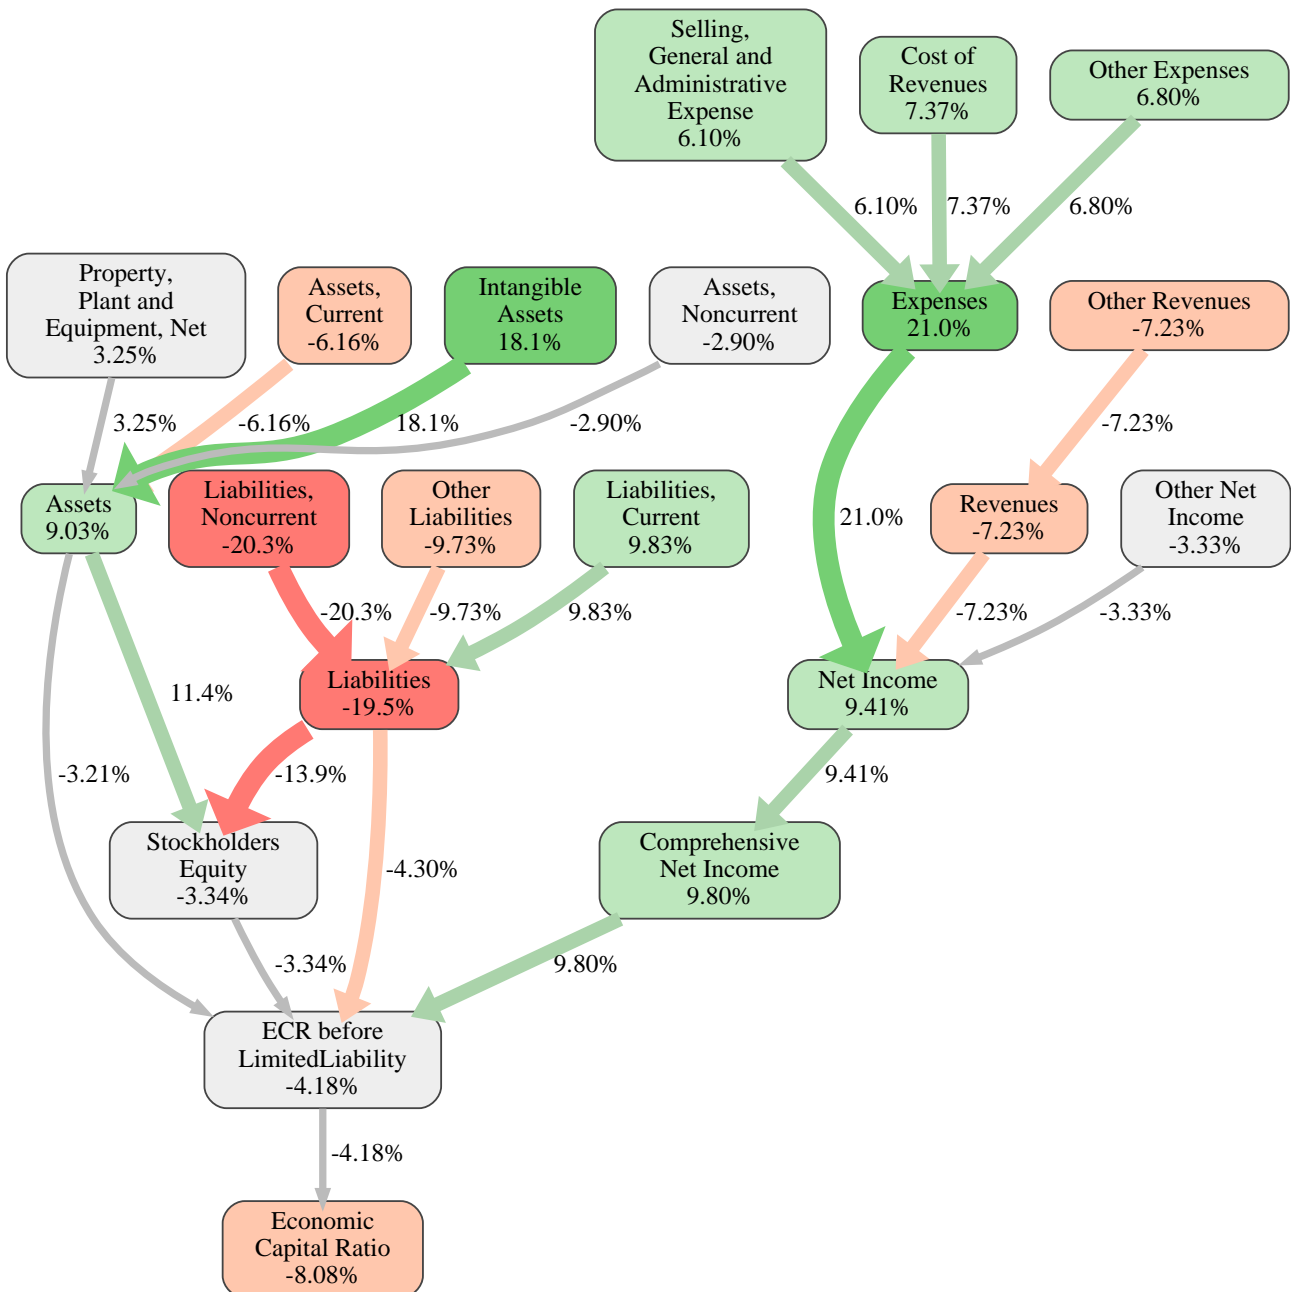 Selling,
General and
Administrative
Expense
6.10%
Cost of
Revenues
7.37%
Other Expenses
6.80%
6.10%
7.37%
6.80%
Property,
Plant and
Equipment, Net
3.25%
Assets,
Current
-6.16%
Intangible
Assets
18.1%
Assets,
Noncurrent
-2.90%
Expenses
21.0%
Other Revenues
-7.23%
3.25%
-6.16%
18.1%
-2.90%
-7.23%
Assets
9.03%
Liabilities,
Noncurrent
-20.3%
Other
Liabilities
-9.73%
Liabilities,
Current
9.83%
21.0%
Revenues
-7.23%
Other Net
Income
-3.33%
-20.3%
-9.73%
9.83%
-7.23%
-3.33%
11.4%
Liabilities
-19.5%
Net Income
9.41%
-3.21%
-13.9%
9.41%
Stockholders
Equity
-3.34%
-4.30%
Comprehensive
Net Income
9.80%
-3.34%
9.80%
ECR before
LimitedLiability
-4.18%
-4.18%
Economic
Capital Ratio
-8.08%